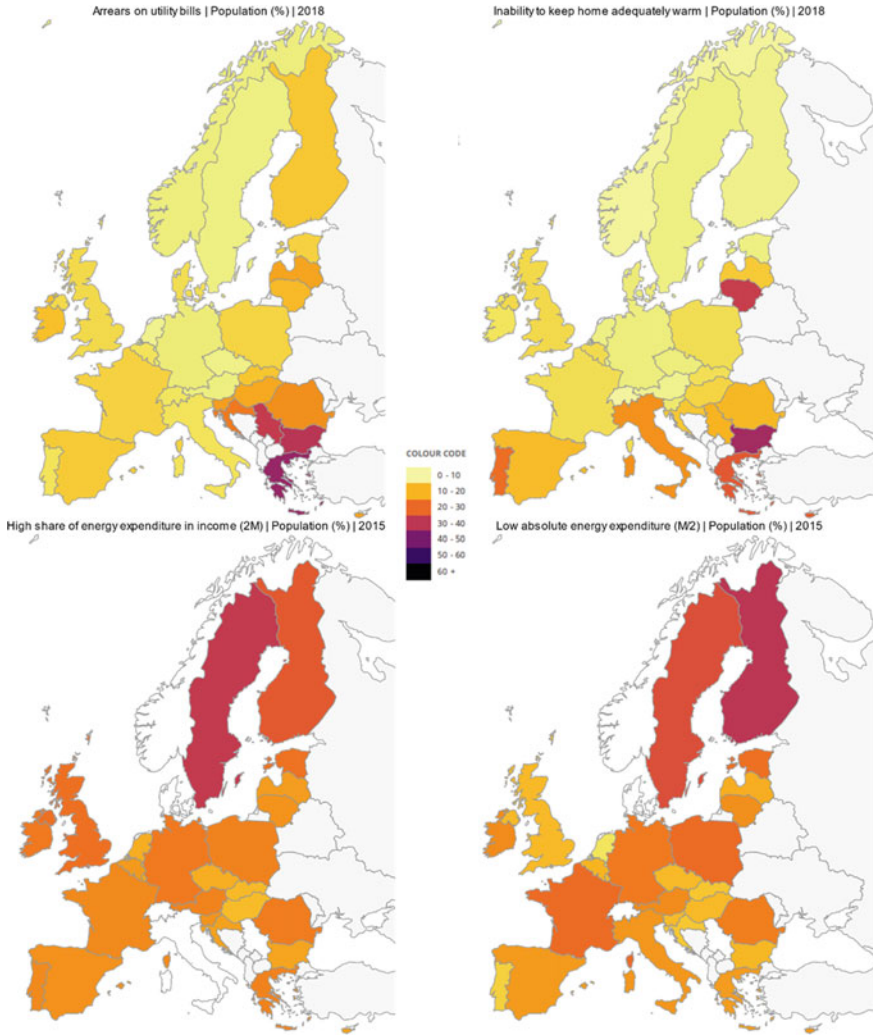 Arrears on utility bills | Population (%) | 2018
Inability to keep home adequately warm | Population (%) | 2018
COLOUR CODE
0 - 10
10 - 20
20 - 30
30 - 40
40 - 50
50 - 60
60 +
High share of energy expenditure in income (2M) | Population (%) | 2015
Low absolute energy expenditure (M/2) | Population (%) | 2015